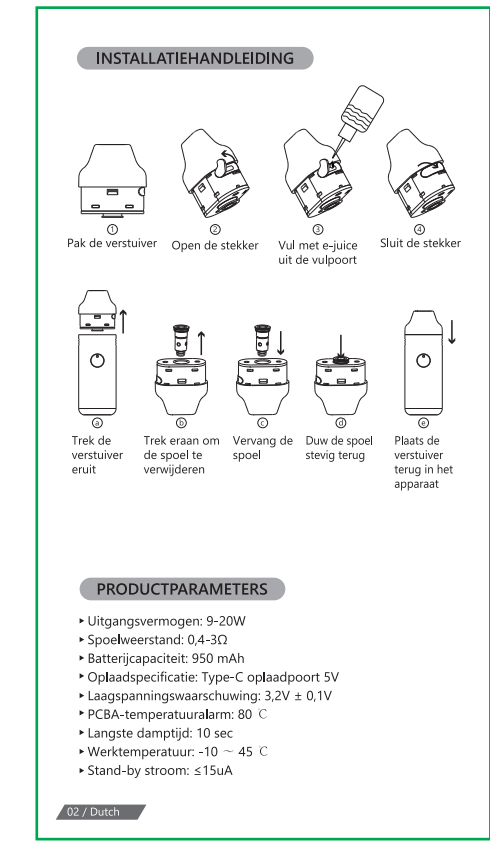 INSTALLATIEHANDLEIDING
①
Pak de verstuiver
②
Open de stekker
③
Vul met e-juice
uit de vulpoort
④
Sluit de stekker
ⓐ
Trek de
verstuiver
eruit
ⓑ
Trek eraan om
de spoel te
verwijderen
ⓒ
Vervang de
spoel
ⓓ
Duw de spoel
stevig terug
ⓔ
Plaats de
verstuiver
terug in het
apparaat
PRODUCTPARAMETERS
▸ Uitgangsvermogen: 9-20W
▸ Spoelweerstand: 0,4-3Ω
▸ Batterijcapaciteit: 950 mAh
▸ Oplaadspecificatie: Type-C oplaadpoort 5V
▸ Laagspanningswaarschuwing: 3,2V ± 0,1V
▸ PCBA-temperatuuralarm: 80 ℃
▸ Langste damptijd: 10 sec
▸ Werktemperatuur: -10 ～ 45 ℃
▸ Stand-by stroom: ≤15uA
02 / Dutch